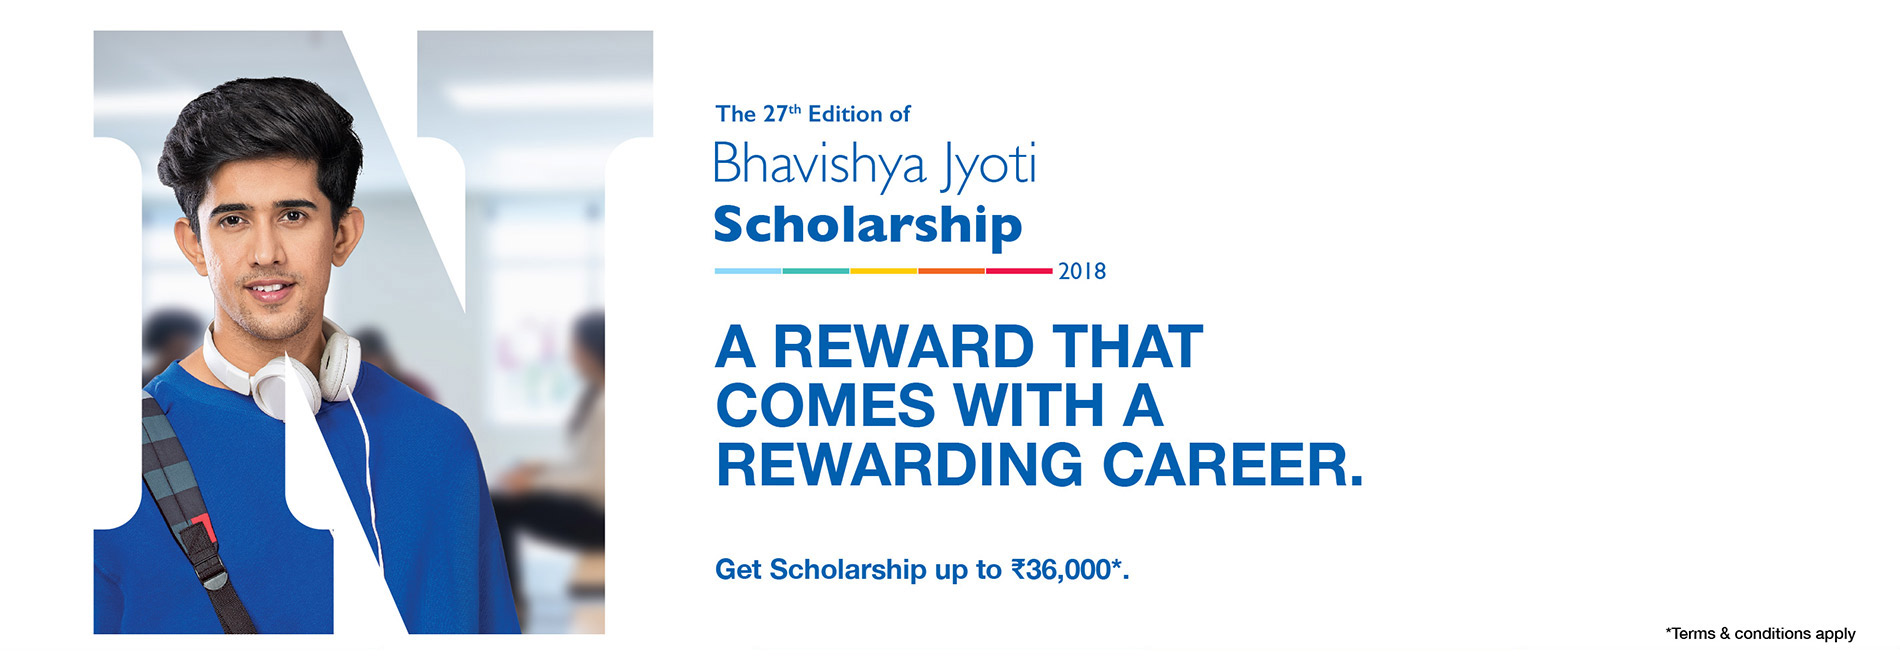 The 27th Edition of
Bhavishya Jyoti
Scholarship
2018
A REWARD THAT
COMES WITH A
REWARDING CAREER.
Get Scholarship up to ₹36,000*.
*Terms & conditions apply